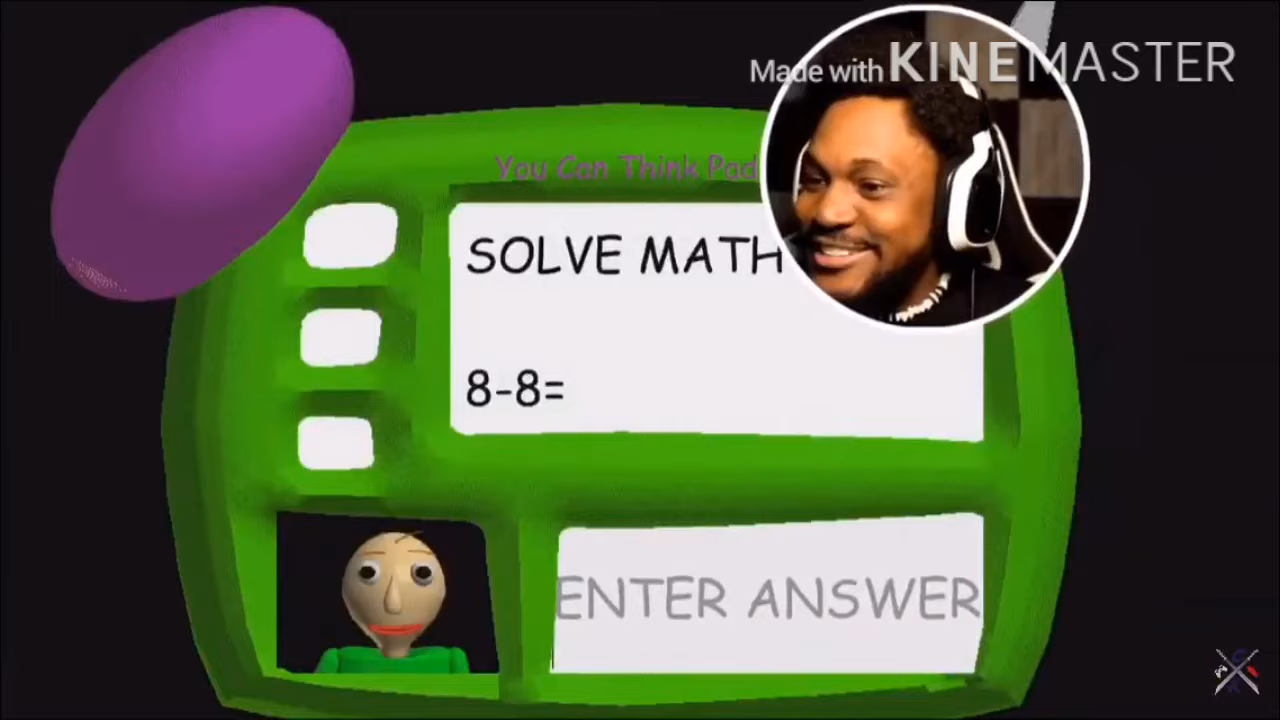 Made with KINEMASTER
You Can Think Pad
SOLVE MATH
8-8=
ENTER ANSWER